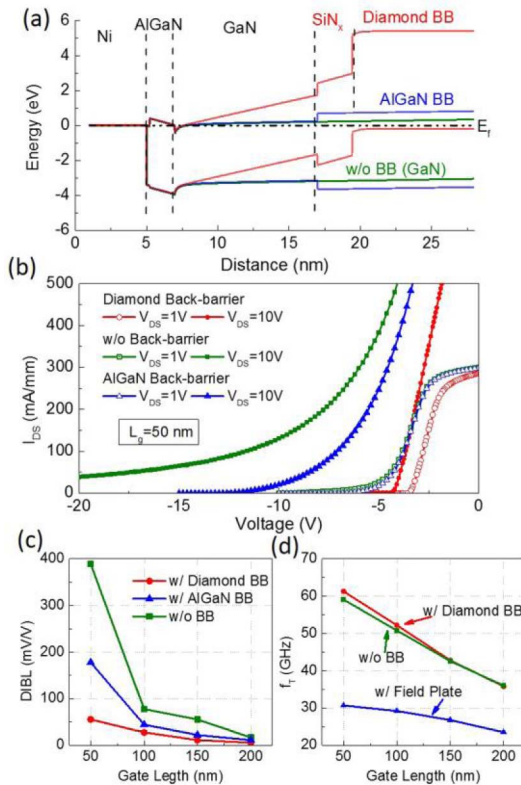 (a)
Ni
AlGaN
GaN
SiNx
Diamond BB
AlGaN BB
Ef
w/o BB (GaN)
Energy (eV)
6
4
2
0
-2
-4
-6
0 5 10 15 20 25
Distance (nm)
(b)
Diamond Back-barrier
VDS=1V VDS=10V
w/o Back-barrier
VDS=1V VDS=10V
AlGaN Back-barrier
VDS=1V VDS=10V
Lg=50 nm
IDS (mA/mm)
500
400
300
200
100
0
-20 -15 -10 -5 0
Voltage (V)
(c)
w/ Diamond BB
w/ AlGaN BB
w/o BB
DIBL (mV/V)
400
300
200
100
0
50 100 150 200
Gate Legth (nm)
(d)
w/ Diamond BB
w/o BB
w/ Field Plate
fT (GHz)
70
60
50
40
30
20
50 100 150 200
Gate Length (nm)